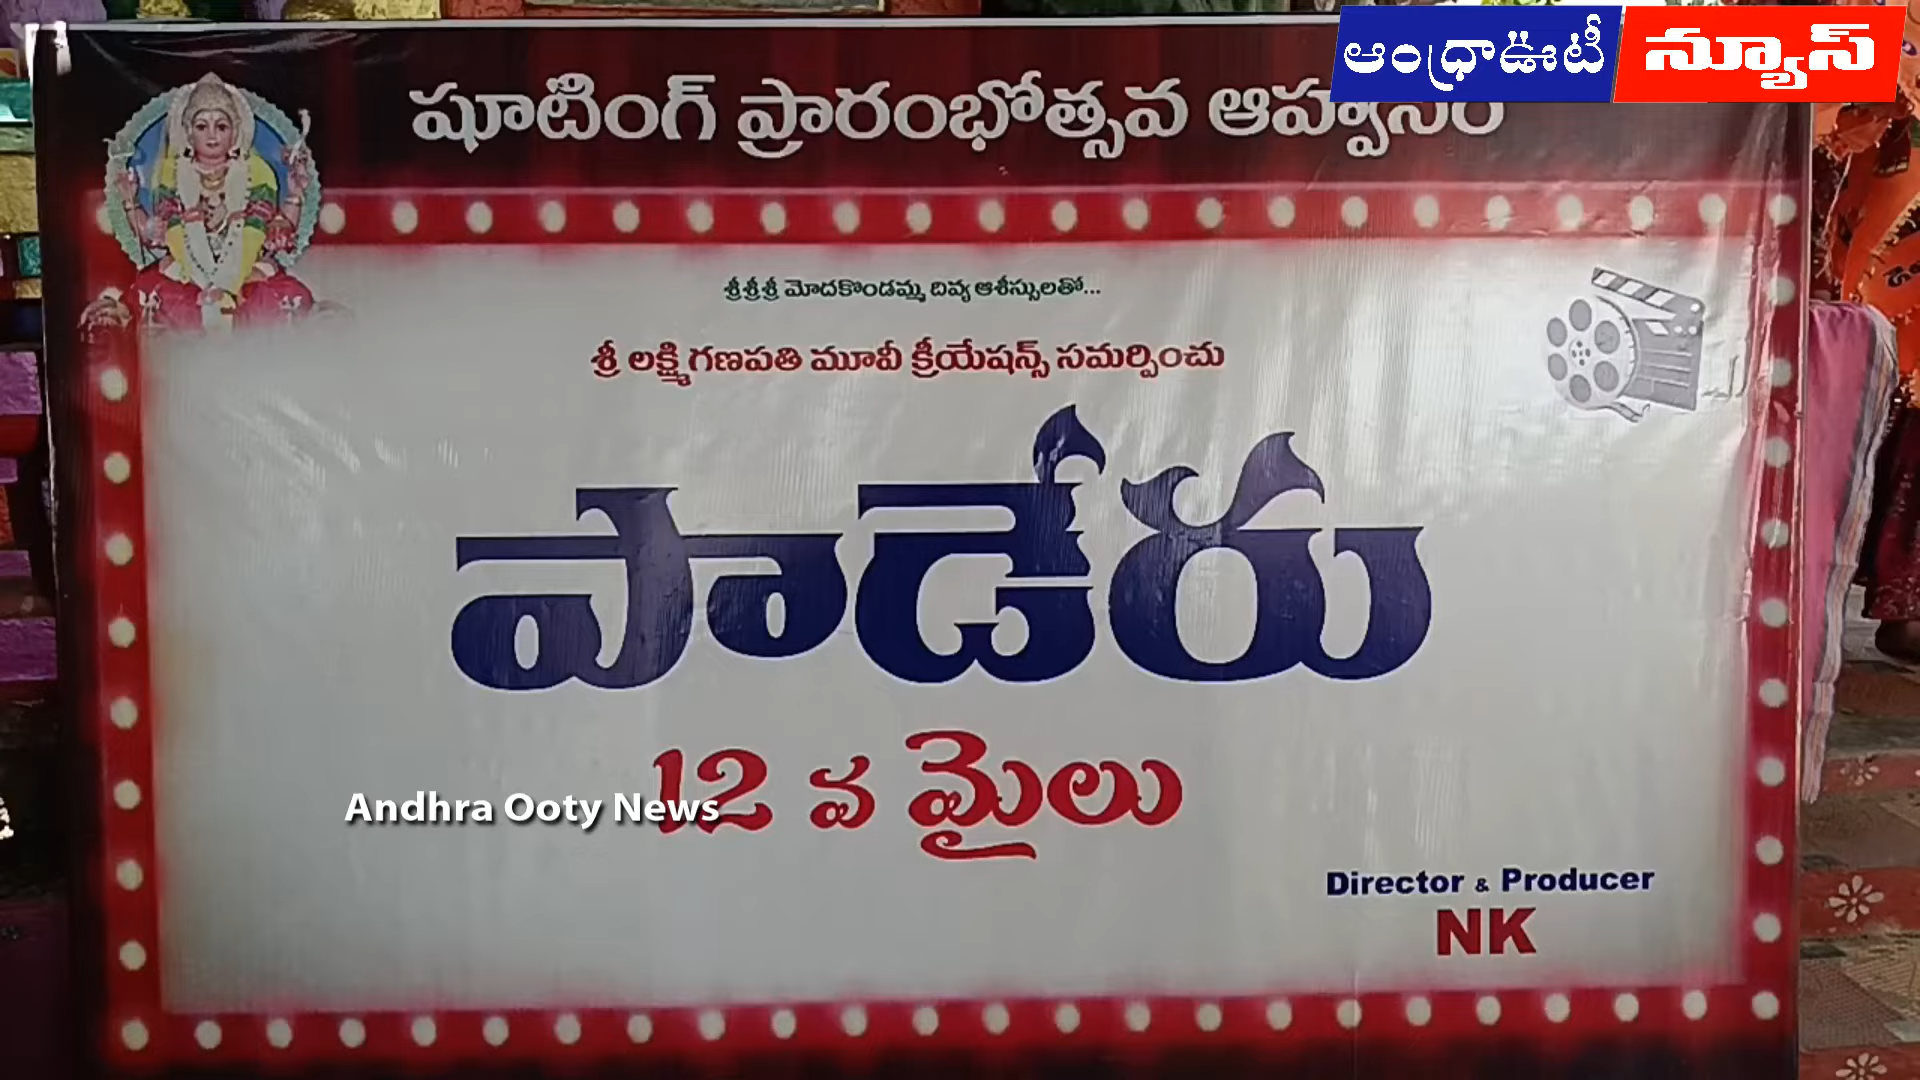 ఆంధ్రాఊటీ న్యూస్
షూటింగ్ ప్రారంభోత్సవ ఆహ్వానం
శ్రీశ్రీశ్రీ మోదకొండమ్మ దివ్య ఆశీస్సులతో...
శ్రీ లక్ష్మిగణపతి మూవీ క్రీయేషన్స్ సమర్పించు
పాడేరు
12 వ మైలు
Andhra Ooty News
Director & Producer
NK